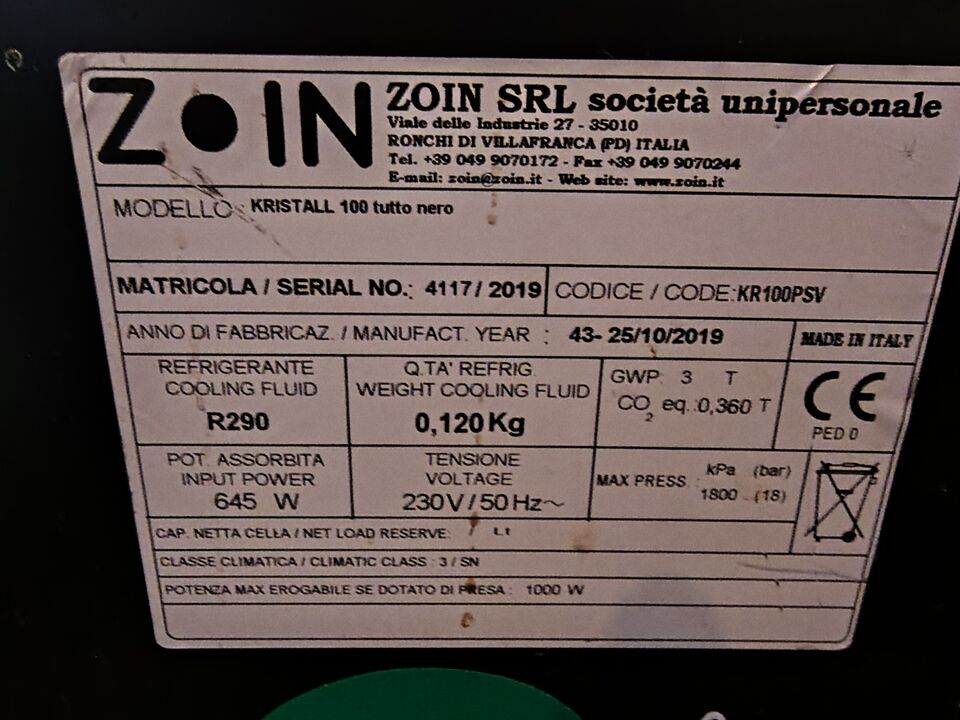 ZOIN
ZOIN SRL società unipersonale
Viale delle Industrie 27 - 35010
RONCHI DI VILLAFRANCA (PD) ITALIA
Tel. +39 049 9070172 - Fax +39 049 9070244
E-mail: zoin@zoin.it - Web site: www.zoin.it
MODELLO: KRISTALL 100 tutto nero
MATRICOLA / SERIAL NO.: 4117/2019
CODICE / CODE: KR100PSV
ANNO DI FABBRICAZ. / MANUFACT. YEAR : 43- 25/10/2019
MADE IN ITALY
REFRIGERANTE
COOLING FLUID
R290
Q.TA' REFRIG.
WEIGHT COOLING FLUID
0,120 Kg
GWP: 3 T
CO2 eq.: 0,360 T
CE
PED 0
POT. ASSORBITA
INPUT POWER
645 W
TENSIONE
VOLTAGE
230V/50 Hz~
MAX PRESS. : kPa (bar)
1800 (18)
CAP. NETTA CELLA / NET LOAD RESERVE: / Lt
CLASSE CLIMATICA / CLIMATIC CLASS : 3 / SN
POTENZA MAX EROGABILE SE DOTATO DI PRESA : 1000 W